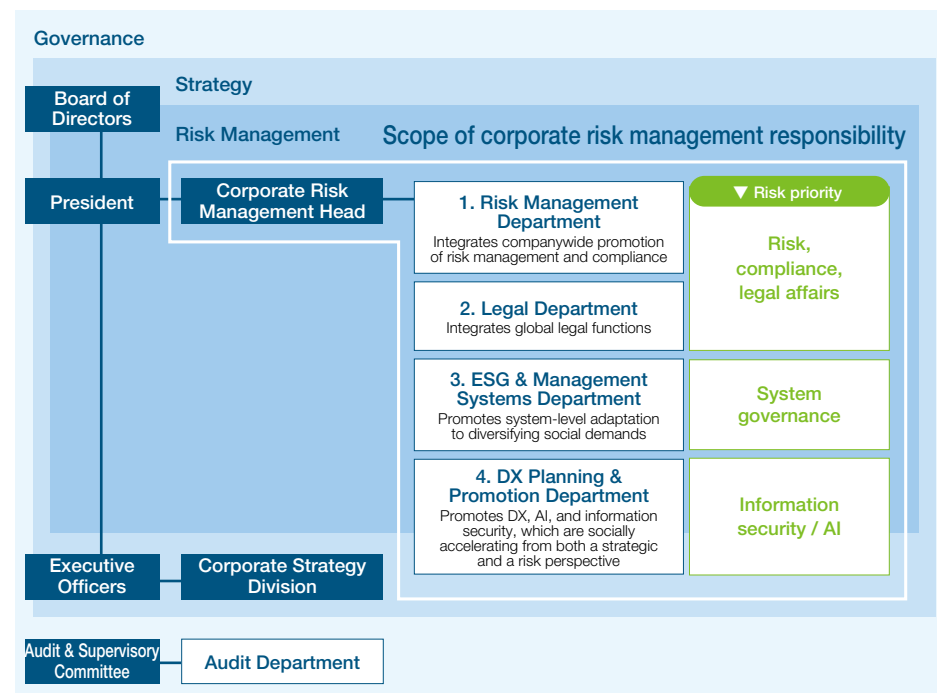 Governance
Strategy
Board of
Directors
Risk Management
Scope of corporate risk management responsibility
President
Corporate Risk
Management Head
1. Risk Management
Department
Integrates companywide promotion
of risk management and compliance
▼ Risk priority
Risk,
compliance,
legal affairs
2. Legal Department
Integrates global legal functions
3. ESG & Management
Systems Department
Promotes system-level adaptation
to diversifying social demands
System
governance
4. DX Planning &
Promotion Department
Promotes DX, AI, and information
security, which are socially
accelerating from both a strategic
and a risk perspective
Information
security / AI
Executive
Officers
Corporate Strategy
Division
Audit & Supervisory
Committee
Audit Department